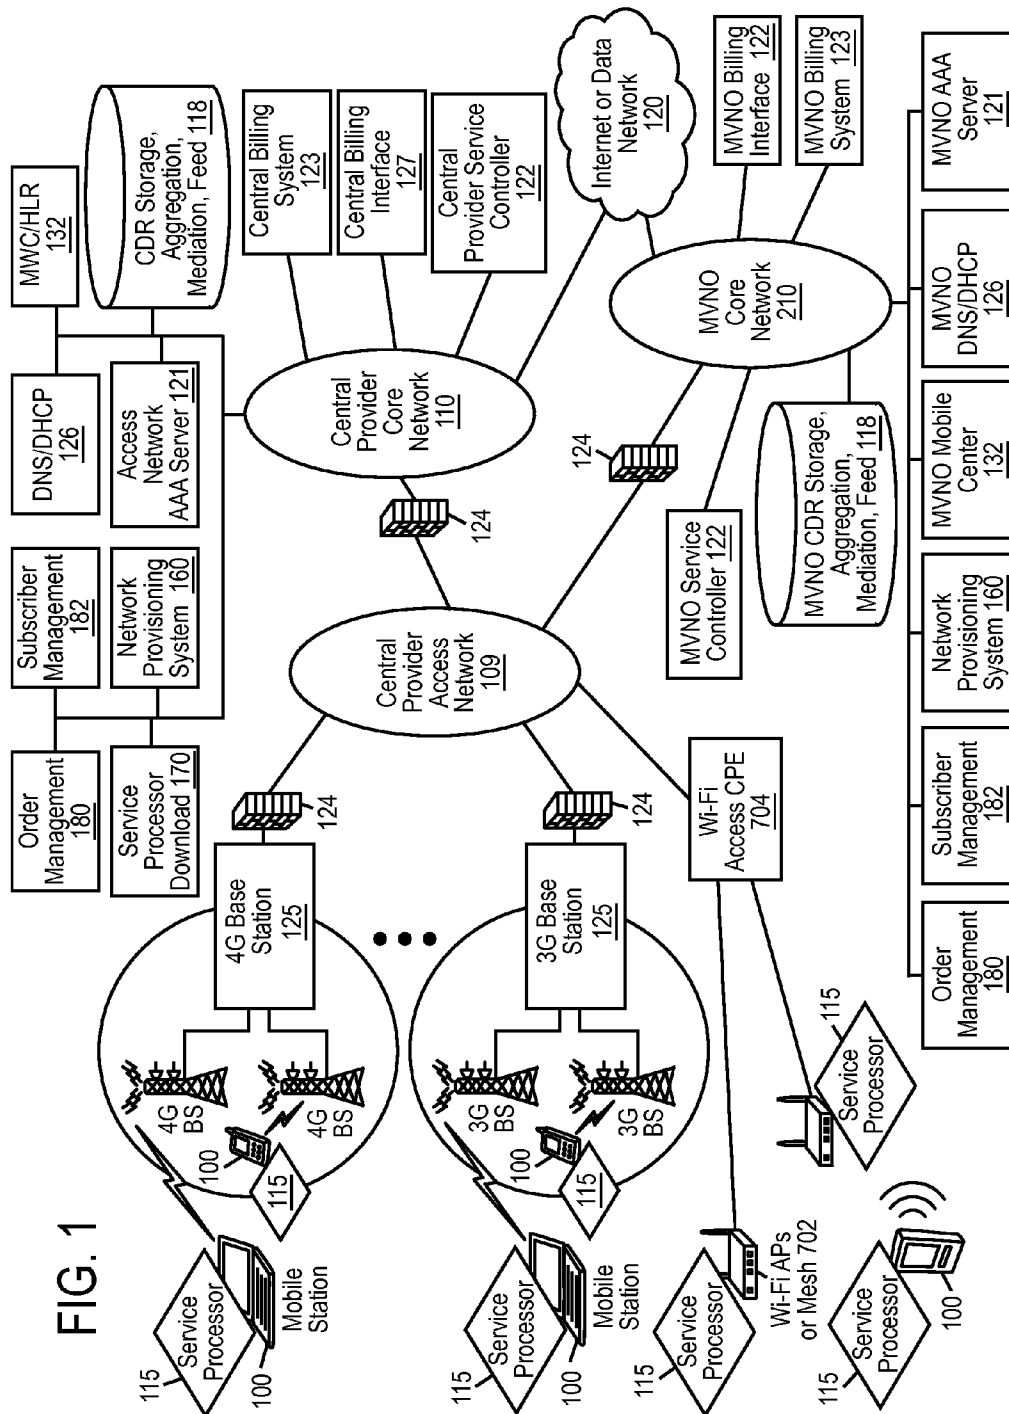 FIG. 1
Order
Management
180
Subscriber
Management
182
Service
Processor
Download 170
Network
Provisioning
System 160
DNS/DHCP
126
MWC/HLR
132
Access
Network
AAA Server 121
CDR Storage,
Aggregation,
Mediation, Feed 118
Central Billing
System
123
Central Billing
Interface
127
Central
Provider Service
Controller
122
Central
Provider
Core
Network
110
124
Internet or Data
Network
120
4G Base
Station
125
124
4G
BS
4G
BS
100
115
115
Service
Processor
100
Mobile
Station
Central
Provider
Access
Network
109
3G Base
Station
125
124
3G
BS
3G
BS
100
115
115
Service
Processor
100
Mobile
Station
124
MVNO
Core
Network
210
MVNO Billing
Interface 122
MVNO Billing
System 123
MVNO Service
Controller 122
MVNO CDR Storage,
Aggregation,
Mediation, Feed 118
Wi-Fi
Access CPE
704
115
Service
Processor
Wi-Fi APs
or Mesh 702
115
Service
Processor
115
Service
Processor
100
Order
Management
180
Subscriber
Management
182
Network
Provisioning
System 160
MVNO Mobile
Center
132
MVNO
DNS/DHCP
126
MVNO AAA
Server
121